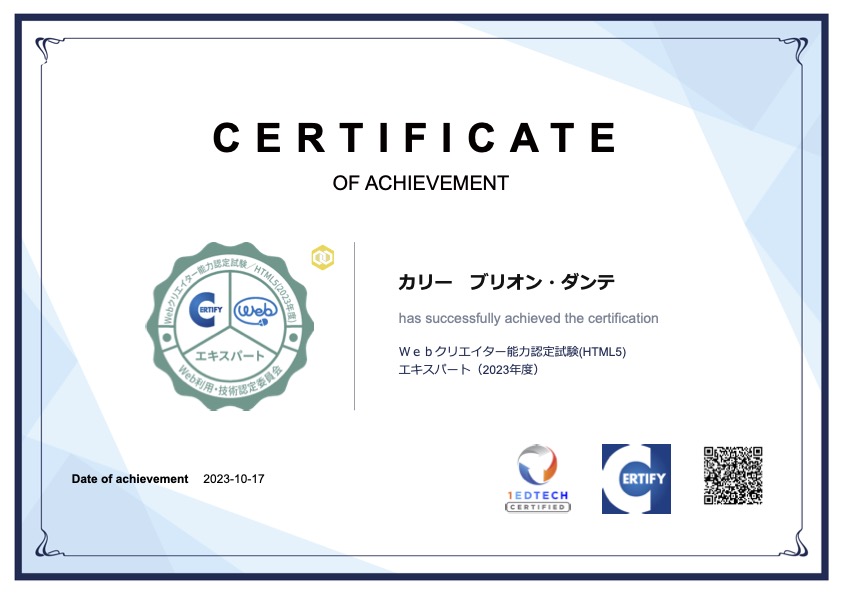 CERTIFICATE
OF ACHIEVEMENT
Webクリエイター能力認定試験／HTML5(2023年度)
CERTIFY
Web
エキスパート
Web利用・技術認定委員会
カリー　ブリオン・ダンテ
has successfully achieved the certification
Ｗｅｂクリエイター能力認定試験(HTML5)
エキスパート（2023年度）
Date of achievement 2023-10-17
1EDTECH
CERTIFIED
CERTIFY